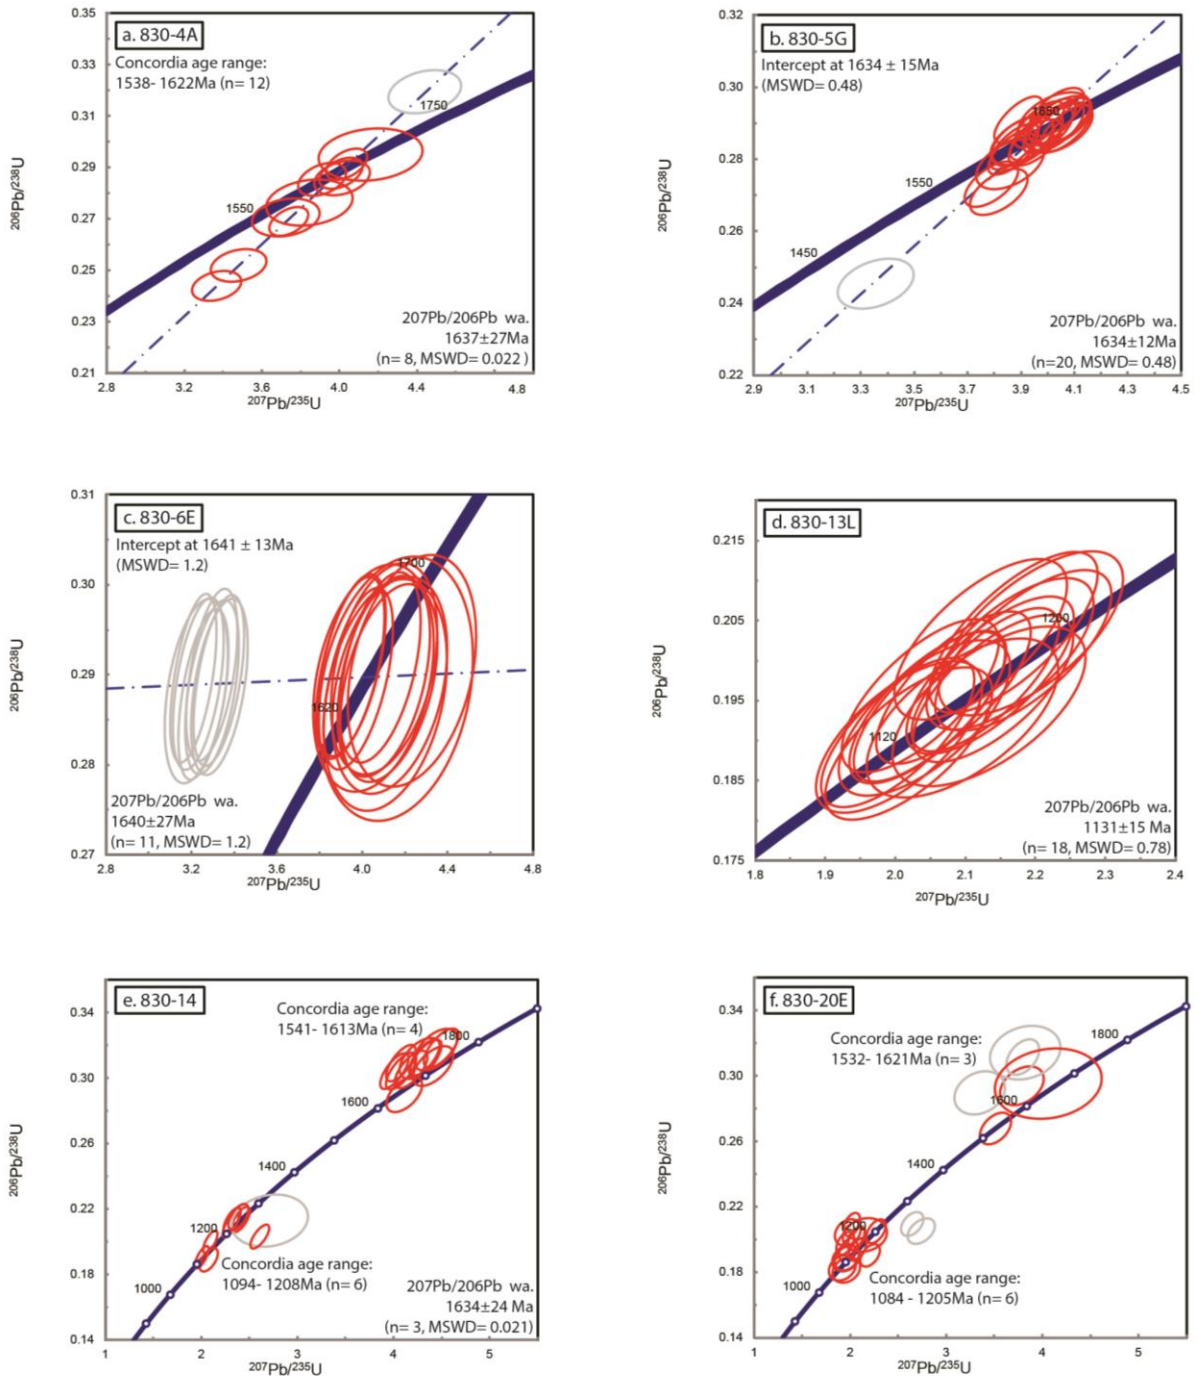 a. 830-4A
Concordia age range:
1538- 1622Ma (n= 12)
206Pb/238U
0.35
0.33
0.31
0.29
0.27
0.25
0.23
0.21
1750
1550
207Pb/206Pb wa.
1637±27Ma
(n= 8, MSWD= 0.022 )
2.8 3.2 3.6 4.0 4.4 4.8
207Pb/235U
b. 830-5G
Intercept at 1634 ± 15Ma
(MSWD= 0.48)
206Pb/238U
0.32
0.30
0.28
0.26
0.24
0.22
1650
1550
1450
207Pb/206Pb wa.
1634±12Ma
(n=20, MSWD= 0.48)
2.9 3.1 3.3 3.5 3.7 3.9 4.1 4.3 4.5
207Pb/235U
c. 830-6E
Intercept at 1641 ± 13Ma
(MSWD= 1.2)
206Pb/238U
0.31
0.30
0.29
0.28
0.27
1700
1620
207Pb/206Pb wa.
1640±27Ma
(n= 11, MSWD= 1.2)
2.8 3.2 3.6 4.0 4.4 4.8
207Pb/235U
d. 830-13L
206Pb/238U
0.215
0.205
0.195
0.185
0.175
1200
1120
207Pb/206Pb wa.
1131±15 Ma
(n= 18, MSWD= 0.78)
1.8 1.9 2.0 2.1 2.2 2.3 2.4
207Pb/235U
e. 830-14
Concordia age range:
1541- 1613Ma (n= 4)
206Pb/238U
0.34
0.30
0.26
0.22
0.18
0.14
1800
1600
1400
1200
1000
Concordia age range:
1094- 1208Ma (n= 6)
207Pb/206Pb wa.
1634±24 Ma
(n= 3, MSWD= 0.021)
1 2 3 4 5
207Pb/235U
f. 830-20E
Concordia age range:
1532- 1621Ma (n= 3)
206Pb/238U
0.34
0.30
0.26
0.22
0.18
0.14
1800
1600
1400
1200
1000
Concordia age range:
1084 - 1205Ma (n= 6)
1 2 3 4 5
207Pb/235U